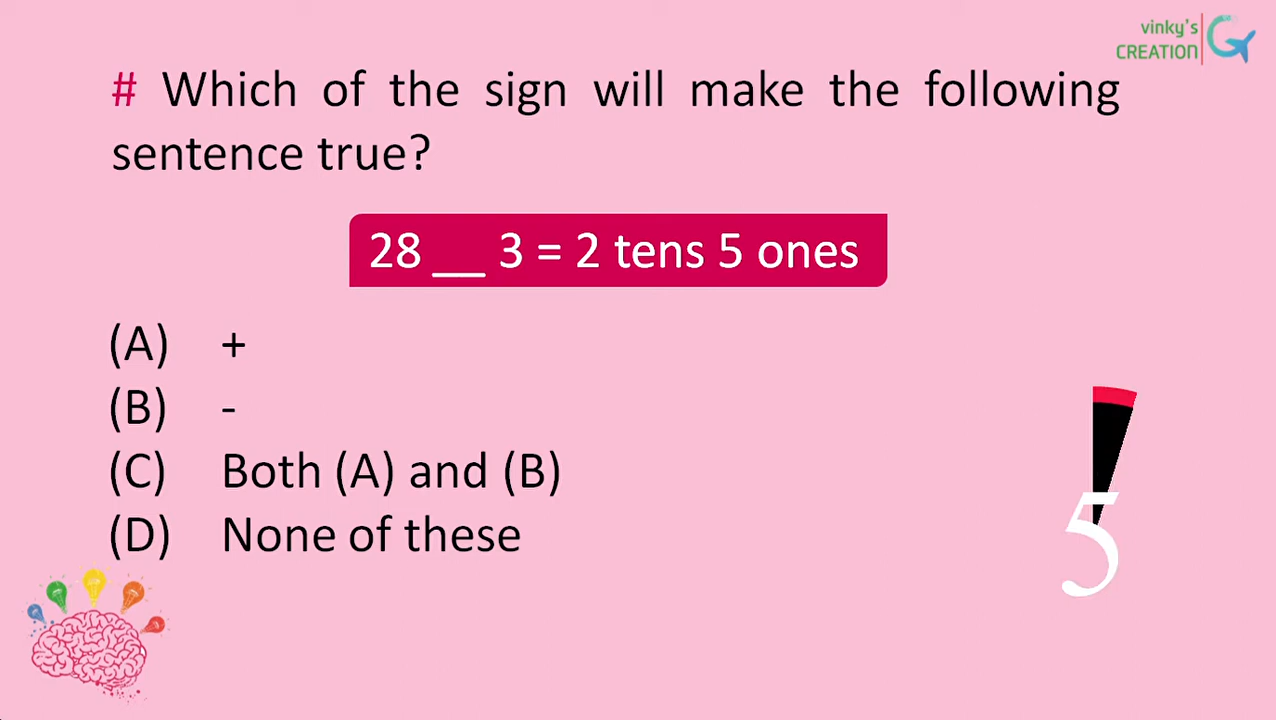 vinky's
CREATION
# Which of the sign will make the following
sentence true?
28 __ 3 = 2 tens 5 ones
(A) +
(B) -
(C) Both (A) and (B)
(D) None of these
5